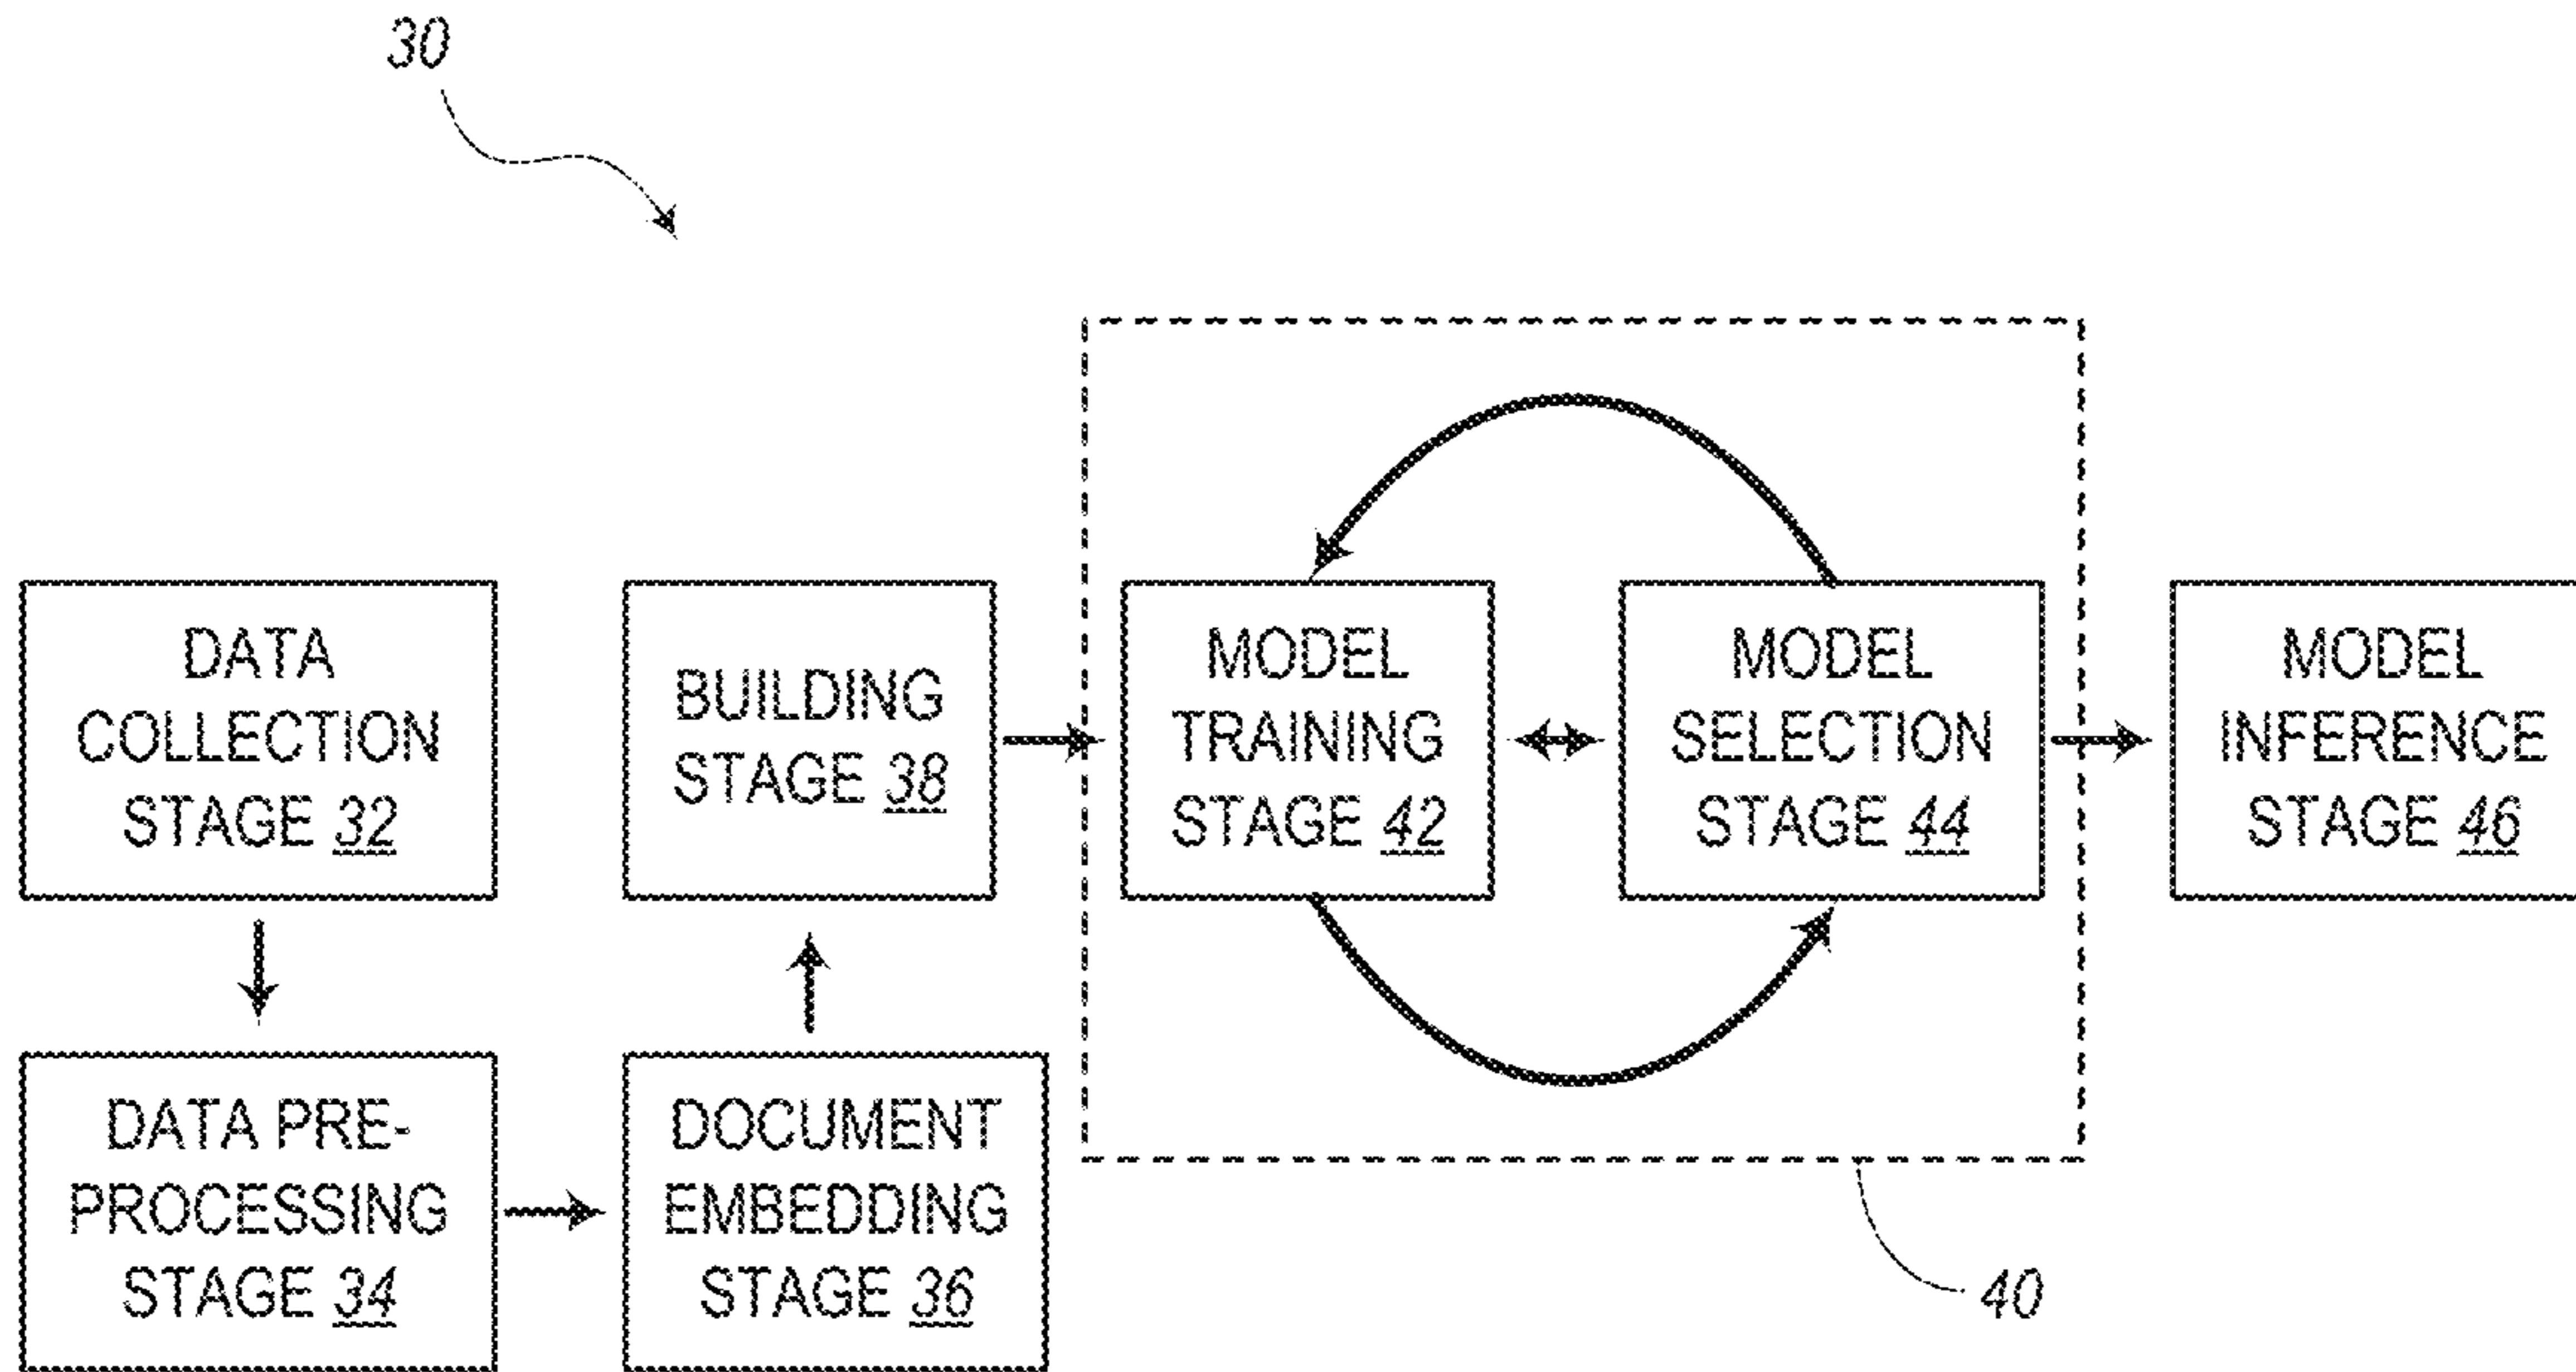 30
DATA
COLLECTION
STAGE 32
BUILDING
STAGE 38
MODEL
TRAINING
STAGE 42
MODEL
SELECTION
STAGE 44
MODEL
INFERENCE
STAGE 46
DATA PRE-
PROCESSING
STAGE 34
DOCUMENT
EMBEDDING
STAGE 36
40